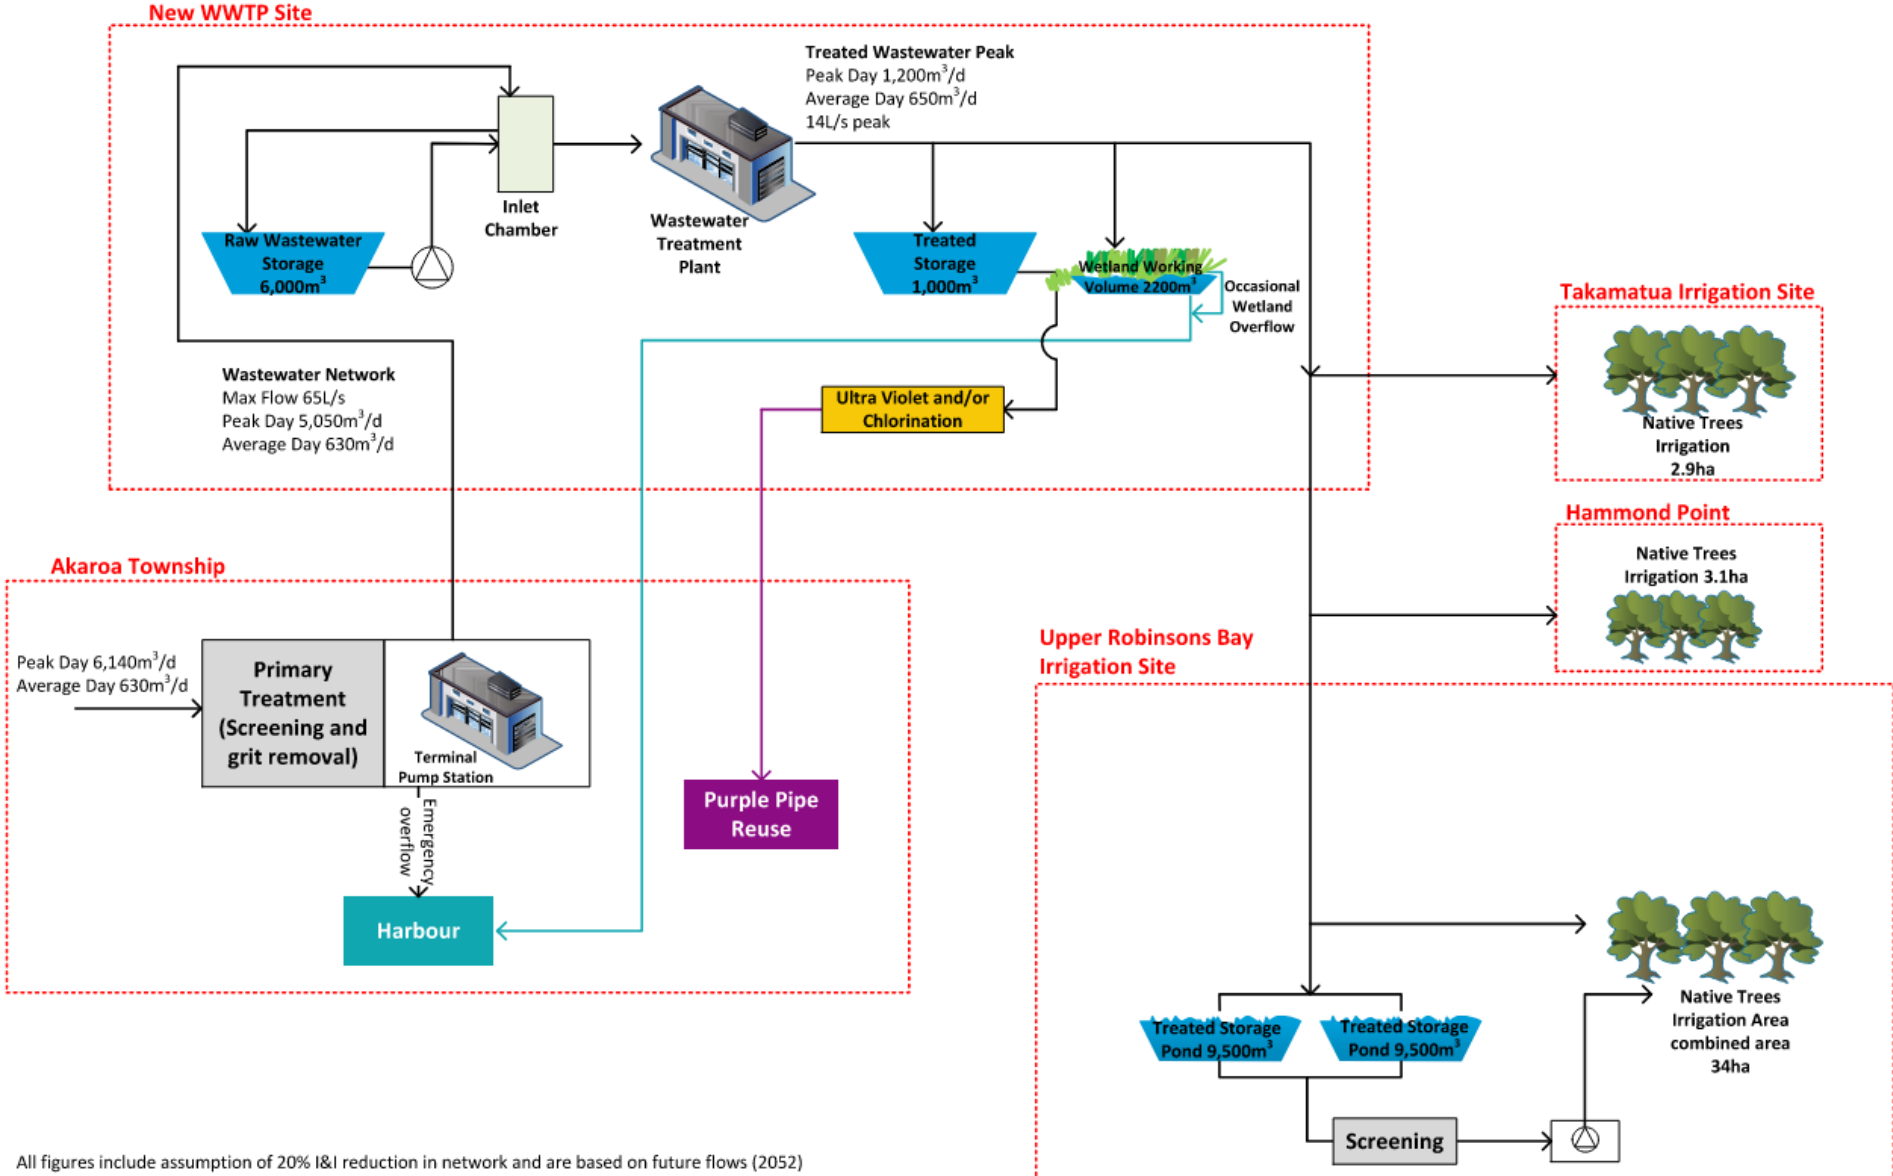 New WWTP Site
Treated Wastewater Peak
Peak Day 1,200m³/d
Average Day 650m³/d
14L/s peak
Inlet
Chamber
Wastewater
Treatment
Plant
Raw Wastewater
Storage
6,000m³
Treated
Storage
1,000m³
Wetland Working
Volume 2200m³
Occasional
Wetland
Overflow
Wastewater Network
Max Flow 65L/s
Peak Day 5,050m³/d
Average Day 630m³/d
Ultra Violet and/or
Chlorination
Takamatua Irrigation Site
Native Trees
Irrigation
2.9ha
Hammond Point
Native Trees
Irrigation 3.1ha
Akaroa Township
Peak Day 6,140m³/d
Average Day 630m³/d
Primary
Treatment
(Screening and
grit removal)
Terminal
Pump Station
Emergency
overflow
Harbour
Purple Pipe
Reuse
Upper Robinsons Bay
Irrigation Site
Treated Storage
Pond 9,500m³
Treated Storage
Pond 9,500m³
Native Trees
Irrigation Area
combined area
34ha
Screening
All figures include assumption of 20% I&I reduction in network and are based on future flows (2052)